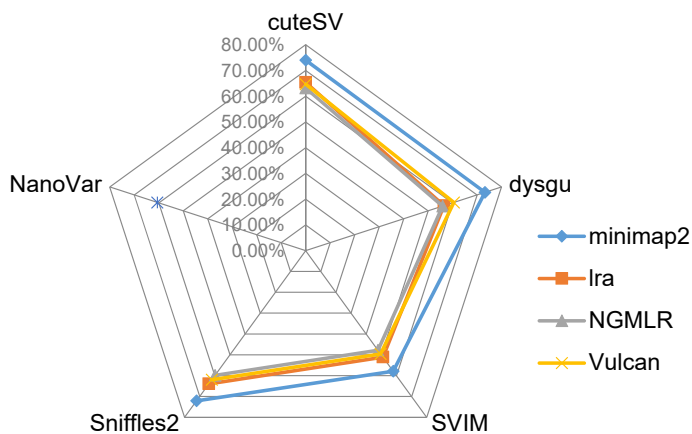 cuteSV
80.00%
70.00%
60.00%
50.00%
40.00%
30.00%
20.00%
10.00%
0.00%
NanoVar
dysgu
minimap2
lra
NGMLR
Vulcan
Sniffles2
SVIM